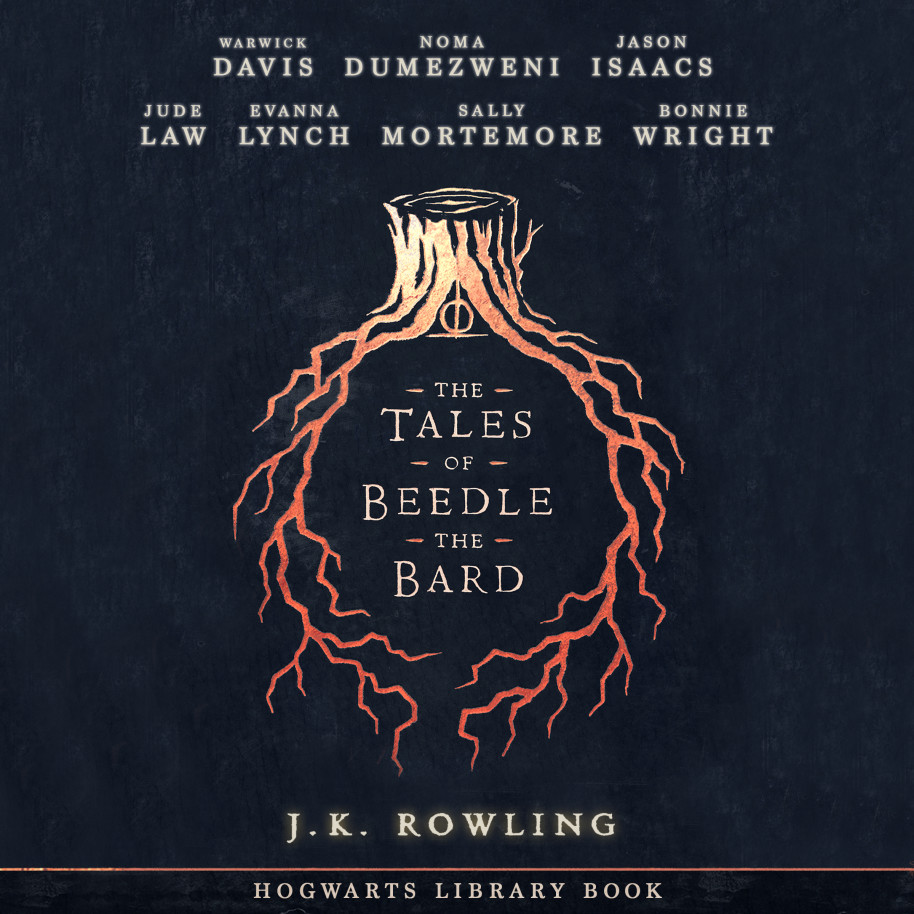 WARWICK NOMA JASON
DAVIS DUMEZWENI ISAACS
JUDE EVANNA SALLY BONNIE
LAW LYNCH MORTEMORE WRIGHT
THE
TALES
OF
BEEDLE
THE
BARD
J.K. ROWLING
HOGWARTS LIBRARY BOOK